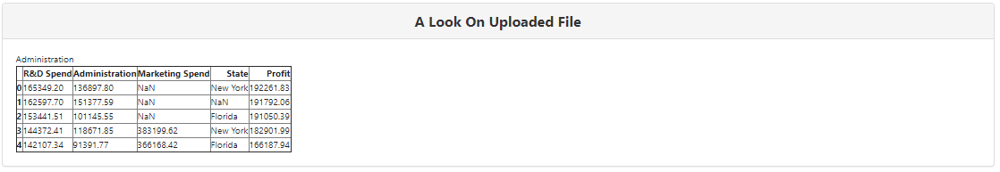 A Look On Uploaded File
Administration
R&D Spend Administration Marketing Spend State Profit
0 165349.20 136897.80 NaN New York 192261.83
1 162597.70 151377.59 NaN NaN 191792.06
2 153441.51 101145.55 NaN Florida 191050.39
3 144372.41 118671.85 383199.62 New York 182901.99
4 142107.34 91391.77 366168.42 Florida 166187.94